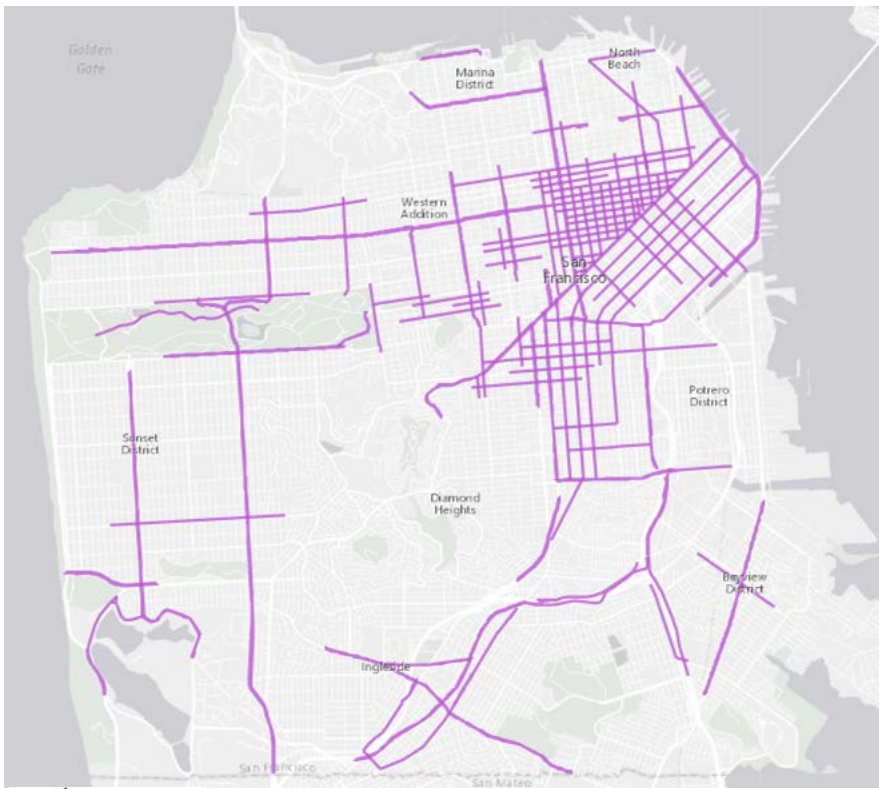 Golden
Gate
North
Beach
Marina
District
Western
Addition
San
Francisco
Potrero
District
Sunset
District
Diamond
Heights
Bayview
District
Ingleside
San Francisco
San Mateo